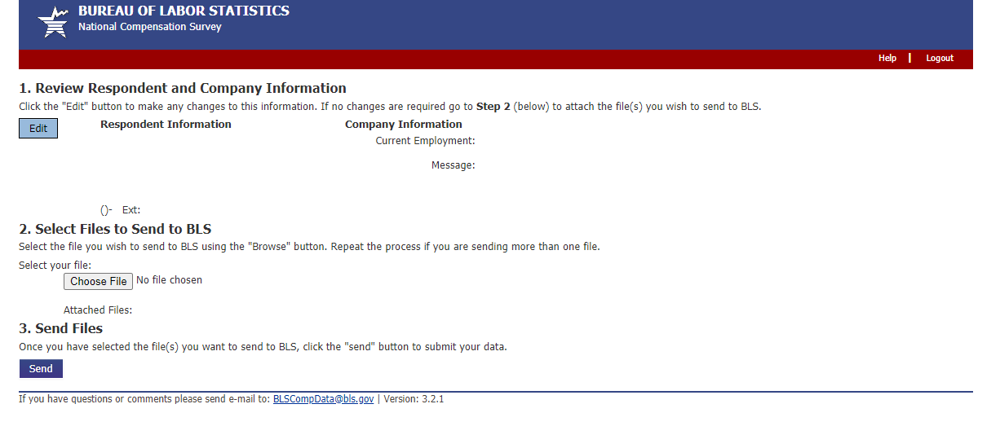 BUREAU OF LABOR STATISTICS
National Compensation Survey
Help | Logout
1. Review Respondent and Company Information
Click the "Edit" button to make any changes to this information. If no changes are required go to Step 2 (below) to attach the file(s) you wish to send to BLS.
Edit Respondent Information Company Information
Current Employment:
Message:
()- Ext:
2. Select Files to Send to BLS
Select the file you wish to send to BLS using the "Browse" button. Repeat the process if you are sending more than one file.
Select your file:
Choose File No file chosen
Attached Files:
3. Send Files
Once you have selected the file(s) you want to send to BLS, click the "send" button to submit your data.
Send
If you have questions or comments please send e-mail to: BLSCompData@bls.gov | Version: 3.2.1